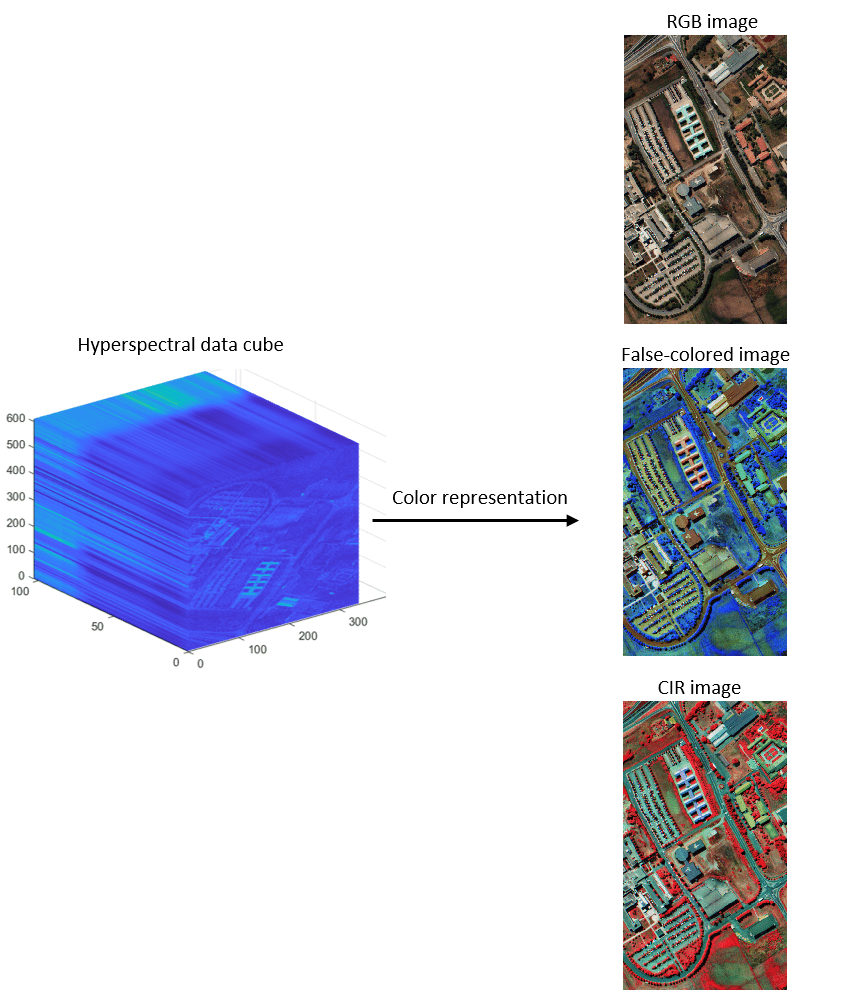 RGB image
Hyperspectral data cube
600
500
400
300
200
100
0
100
50
0
0
100
200
300
Color representation
False-colored image
CIR image